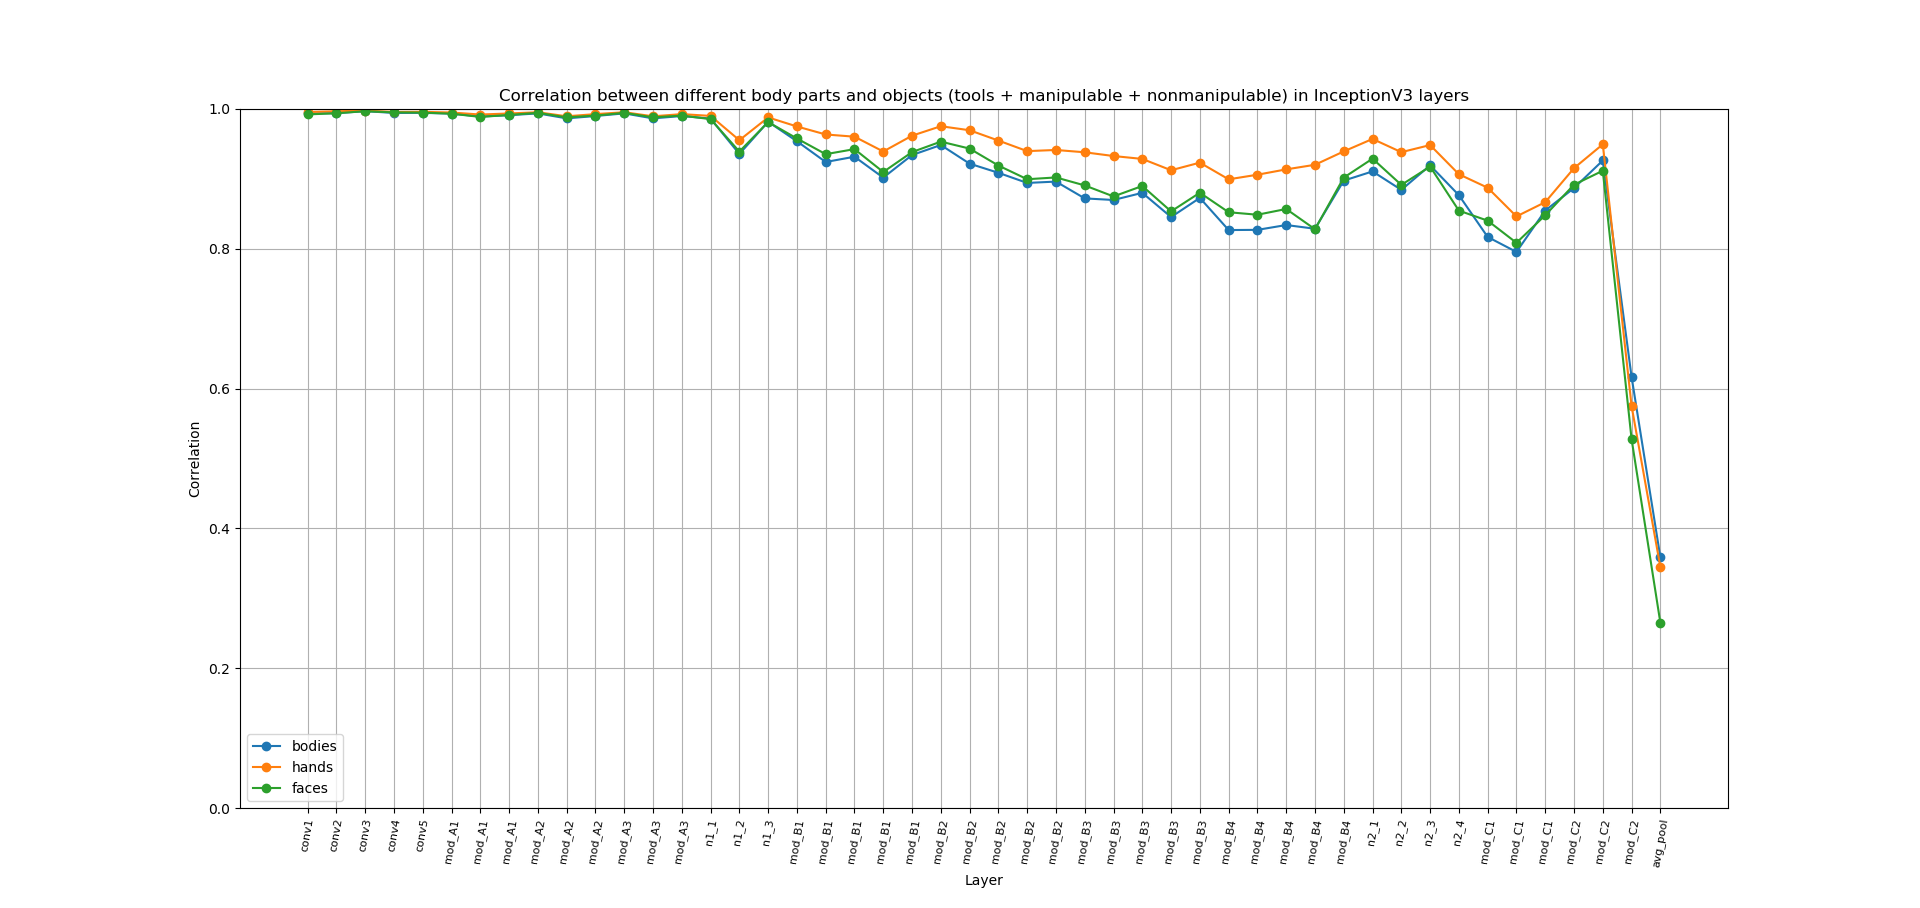 Correlation between different body parts and objects (tools + manipulable + nonmanipulable) in InceptionV3 layers
Correlation
1.0
0.8
0.6
0.4
0.2
0.0
bodies
hands
faces
conv1
conv2
conv3
conv4
conv5
mod_A1
mod_A1
mod_A1
mod_A2
mod_A2
mod_A2
mod_A3
mod_A3
mod_A3
n1_1
n1_2
n1_3
mod_B1
mod_B1
mod_B1
mod_B1
mod_B1
mod_B2
mod_B2
mod_B2
mod_B2
mod_B2
mod_B3
mod_B3
mod_B3
mod_B3
mod_B3
mod_B4
mod_B4
mod_B4
mod_B4
mod_B4
n2_1
n2_2
n2_3
n2_4
mod_C1
mod_C1
mod_C1
mod_C2
mod_C2
mod_C2
avg_pool
Layer